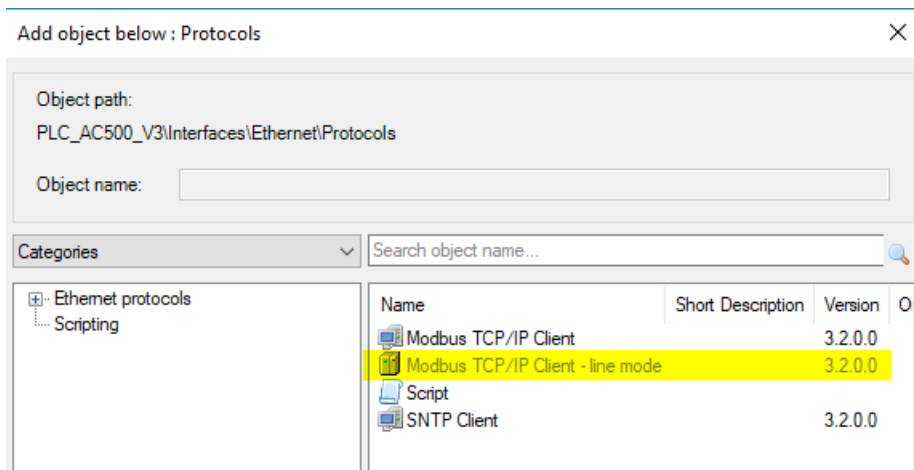 Add object below : Protocols
Object path:
PLC_AC500_V3\Interfaces\Ethernet\Protocols
Object name:
Categories
Search object name...
Ethernet protocols
Scripting
Name Short Description Version O
Modbus TCP/IP Client 3.2.0.0
Modbus TCP/IP Client - line mode 3.2.0.0
Script
SNTP Client 3.2.0.0